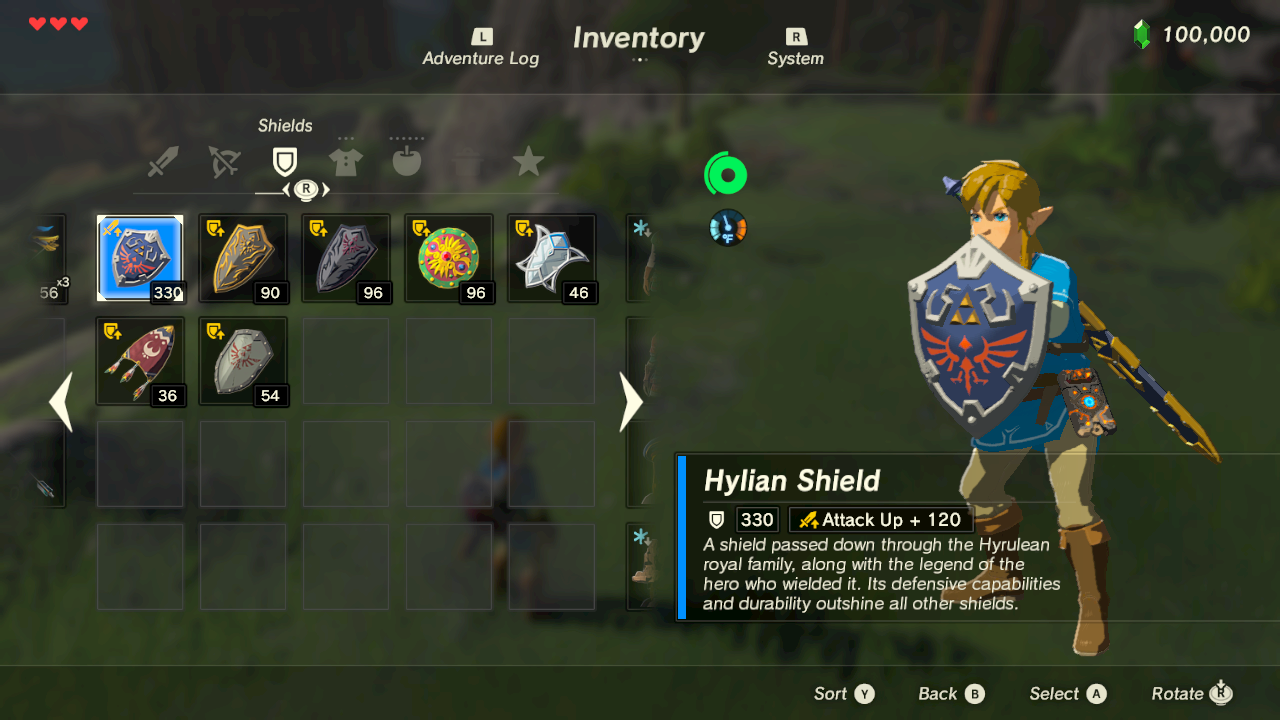 L
Inventory
R
100,000
Adventure Log
System
Shields
R
56
x3
330
90
96
96
46
36
54
°F
Hylian Shield
330
Attack Up + 120
A shield passed down through the Hyrulean
royal family, along with the legend of the
hero who wielded it. Its defensive capabilities
and durability outshine all other shields.
Sort Y
Back B
Select A
Rotate R